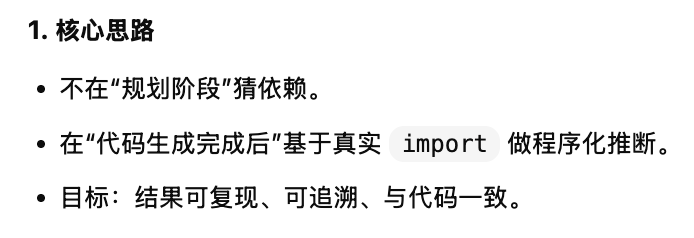 1. 核心思路
• 不在“规划阶段”猜依赖。
• 在“代码生成完成后”基于真实 import 做程序化推断。
• 目标：结果可复现、可追溯、与代码一致。